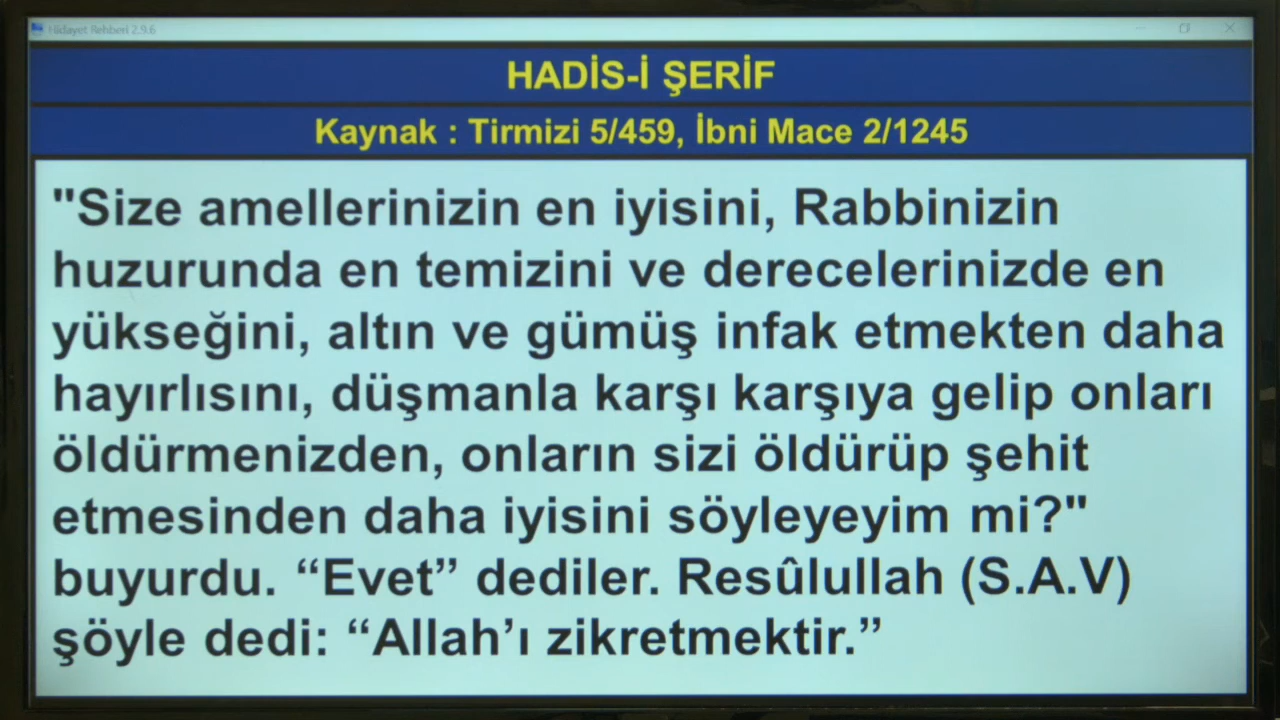 Hidayet Rehberi 2.9.6
HADİS-İ ŞERİF
Kaynak : Tirmizi 5/459, İbni Mace 2/1245
"Size amellerinizin en iyisini, Rabbinizin
huzurunda en temizini ve derecelerinizde en
yükseğini, altın ve gümüş infak etmekten daha
hayırlısını, düşmanla karşı karşıya gelip onları
öldürmenizden, onların sizi öldürüp şehit
etmesinden daha iyisini söyleyeyim mi?"
buyurdu. “Evet” dediler. Resûlullah (S.A.V)
şöyle dedi: “Allah’ı zikretmektir.”